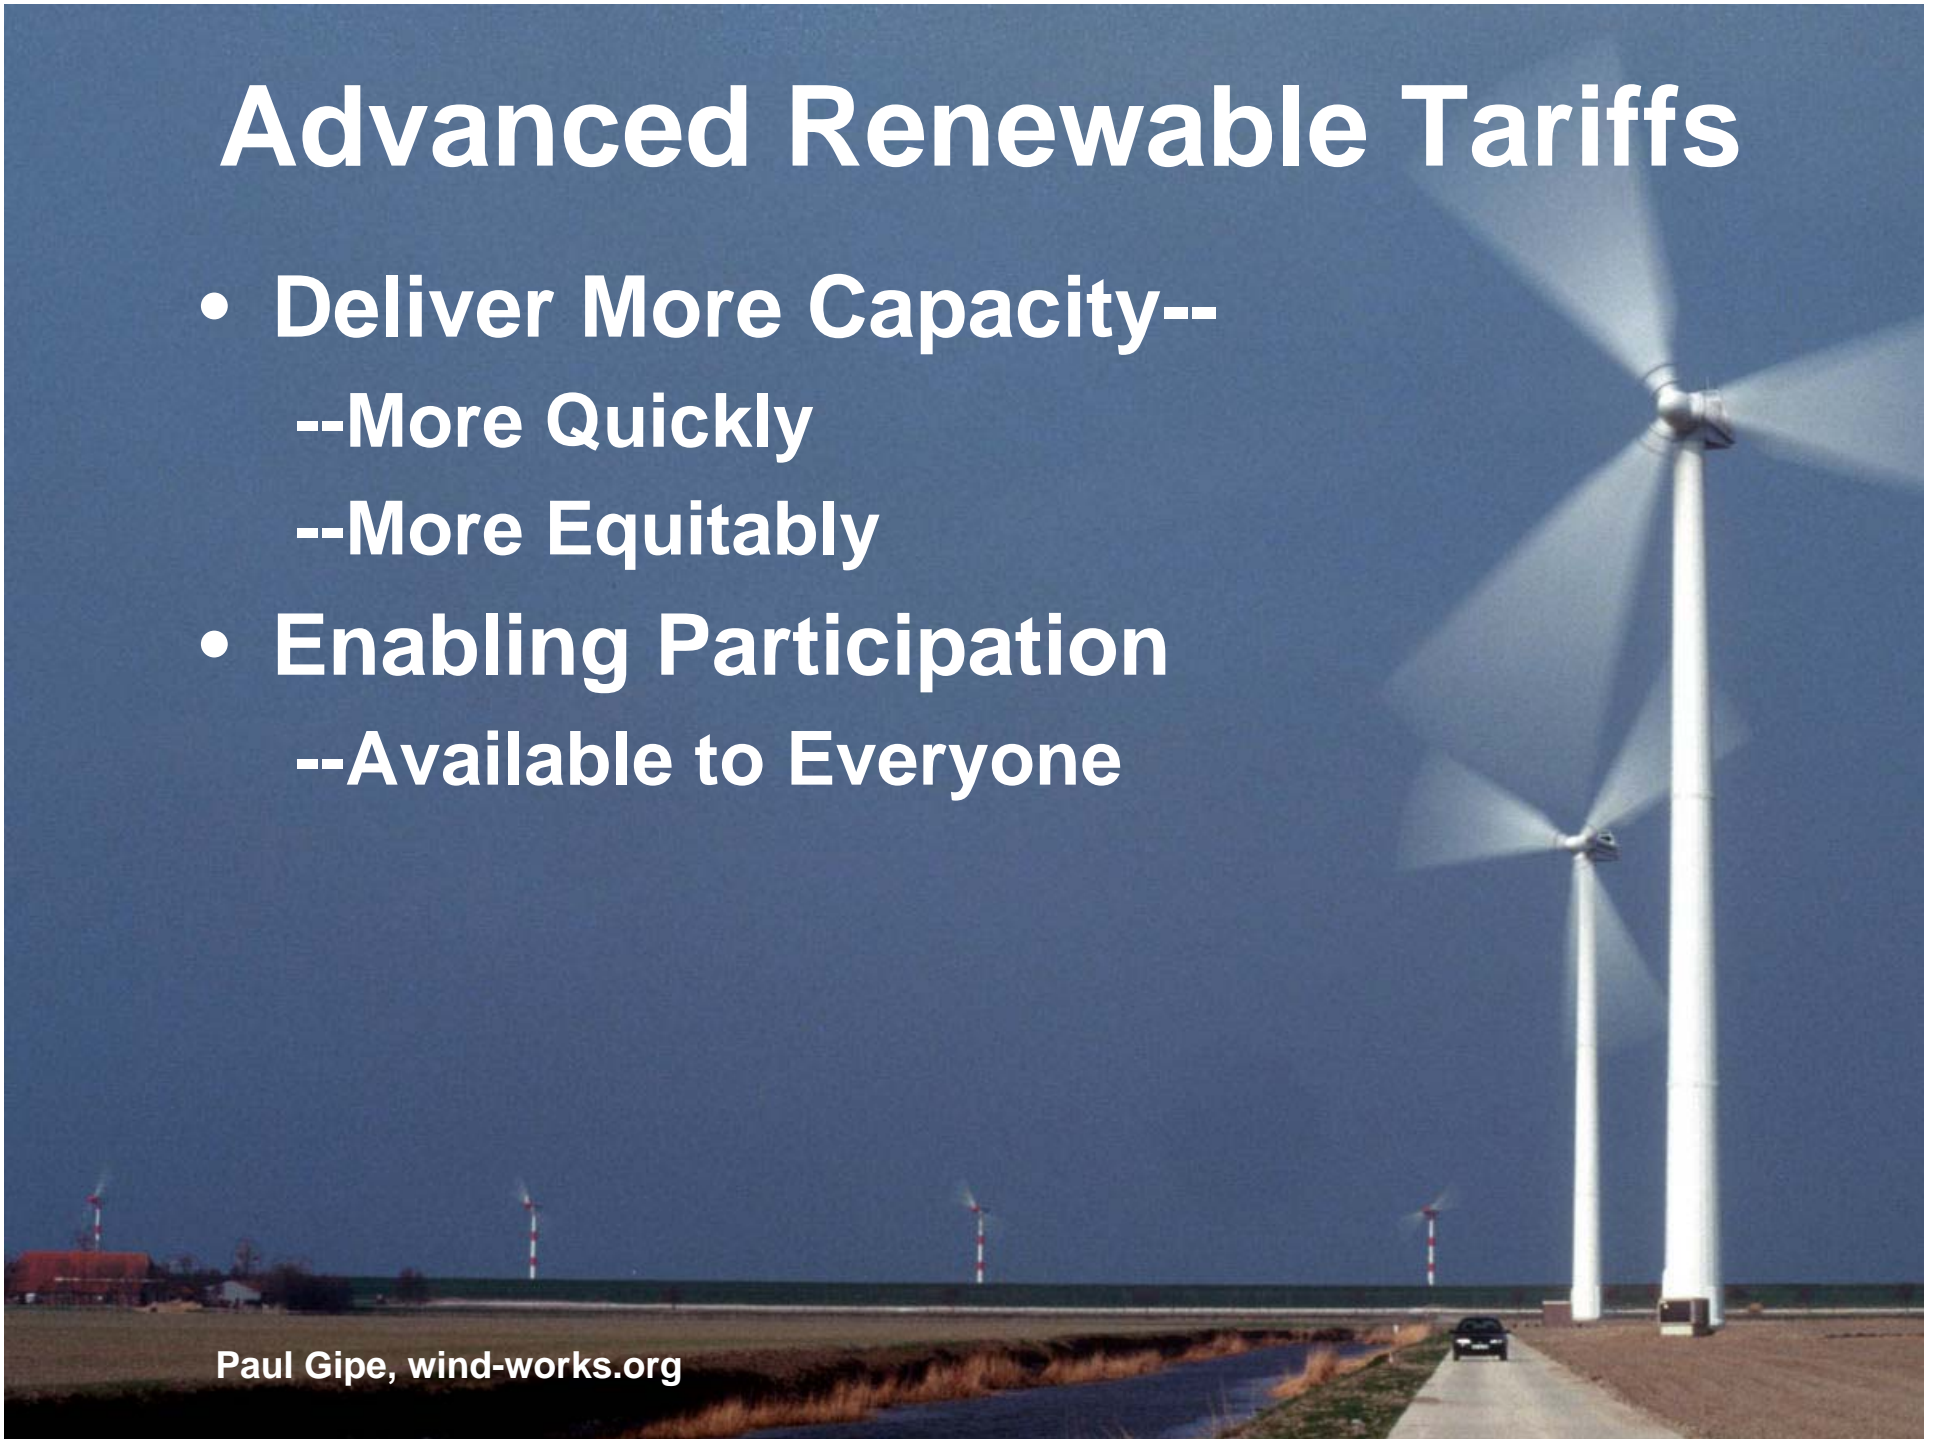 Advanced Renewable Tariffs
• Deliver More Capacity--
--More Quickly
--More Equitably
• Enabling Participation
--Available to Everyone
Paul Gipe, wind-works.org